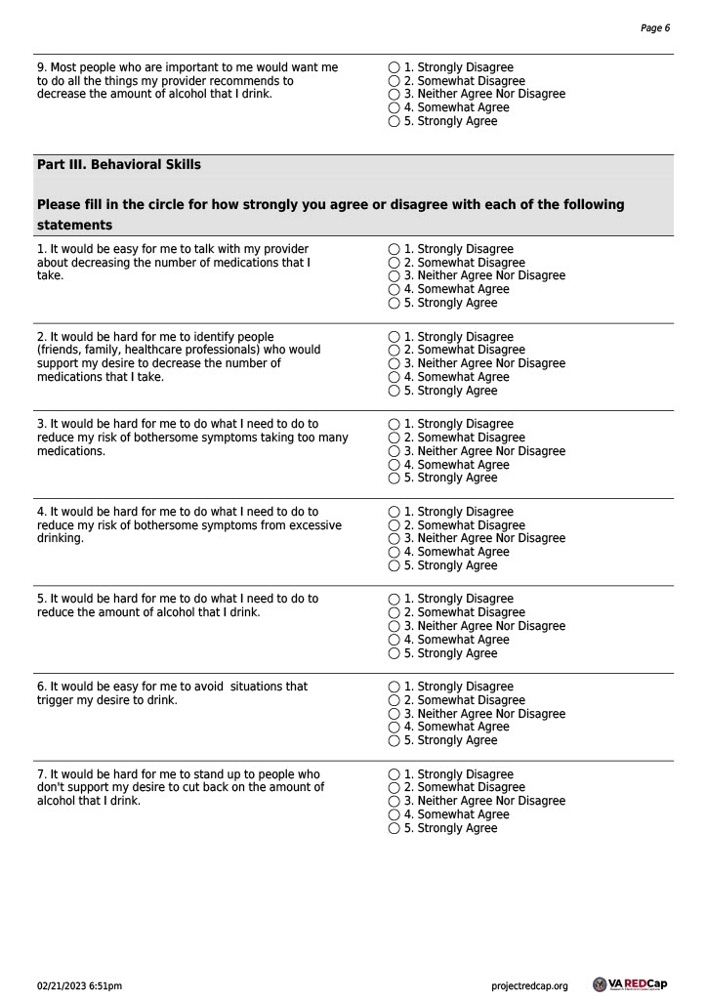 Page 6
9. Most people who are important to me would want me
to do all the things my provider recommends to
decrease the amount of alcohol that I drink.
1. Strongly Disagree
2. Somewhat Disagree
3. Neither Agree Nor Disagree
4. Somewhat Agree
5. Strongly Agree
Part III. Behavioral Skills
Please fill in the circle for how strongly you agree or disagree with each of the following
statements
1. It would be easy for me to talk with my provider
about decreasing the number of medications that I
take.
1. Strongly Disagree
2. Somewhat Disagree
3. Neither Agree Nor Disagree
4. Somewhat Agree
5. Strongly Agree
2. It would be hard for me to identify people
(friends, family, healthcare professionals) who would
support my desire to decrease the number of
medications that I take.
1. Strongly Disagree
2. Somewhat Disagree
3. Neither Agree Nor Disagree
4. Somewhat Agree
5. Strongly Agree
3. It would be hard for me to do what I need to do to
reduce my risk of bothersome symptoms taking too many
medications.
1. Strongly Disagree
2. Somewhat Disagree
3. Neither Agree Nor Disagree
4. Somewhat Agree
5. Strongly Agree
4. It would be hard for me to do what I need to do to
reduce my risk of bothersome symptoms from excessive
drinking.
1. Strongly Disagree
2. Somewhat Disagree
3. Neither Agree Nor Disagree
4. Somewhat Agree
5. Strongly Agree
5. It would be hard for me to do what I need to do to
reduce the amount of alcohol that I drink.
1. Strongly Disagree
2. Somewhat Disagree
3. Neither Agree Nor Disagree
4. Somewhat Agree
5. Strongly Agree
6. It would be easy for me to avoid  situations that
trigger my desire to drink.
1. Strongly Disagree
2. Somewhat Disagree
3. Neither Agree Nor Disagree
4. Somewhat Agree
5. Strongly Agree
7. It would be hard for me to stand up to people who
don't support my desire to cut back on the amount of
alcohol that I drink.
1. Strongly Disagree
2. Somewhat Disagree
3. Neither Agree Nor Disagree
4. Somewhat Agree
5. Strongly Agree
02/21/2023 6:51pm
projectredcap.org
VA REDCap